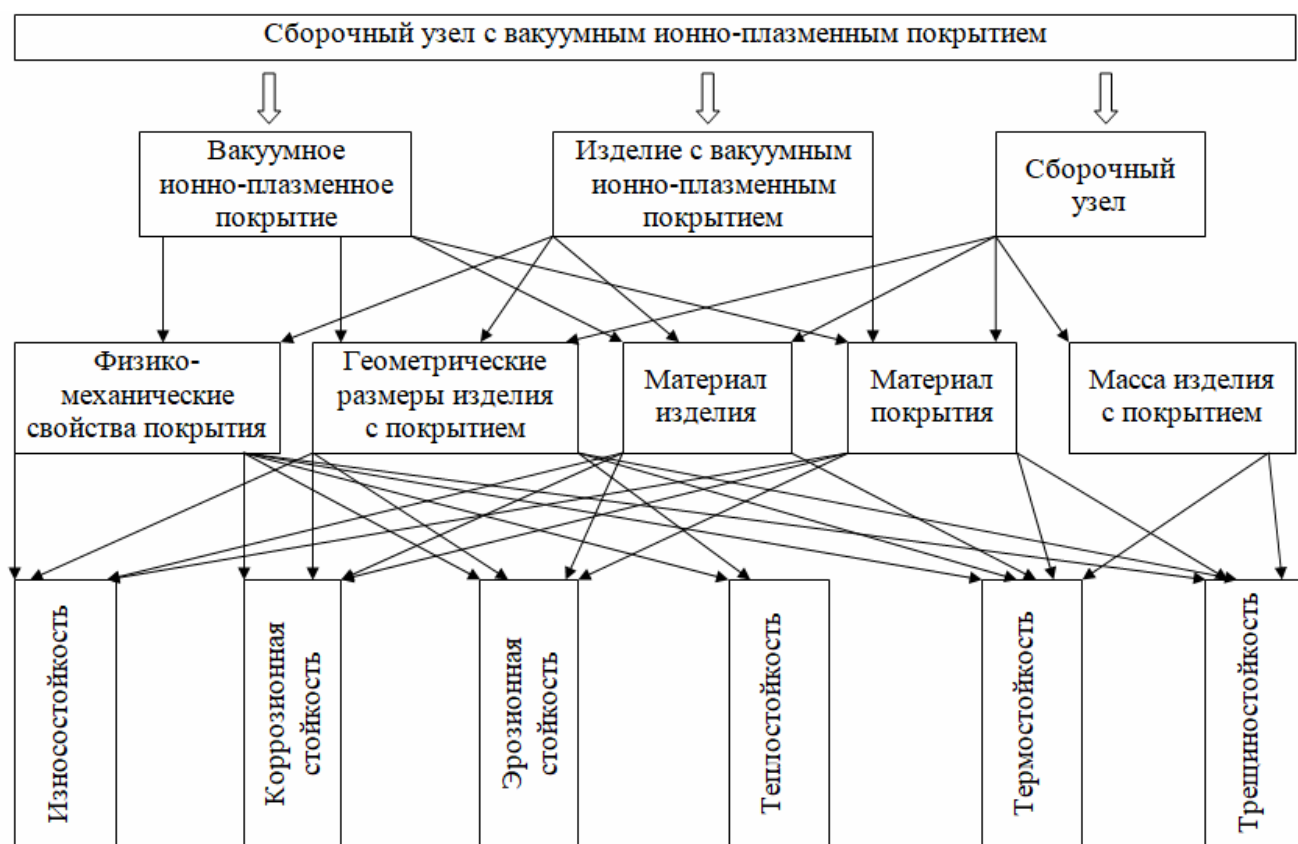 Сборочный узел с вакуумным ионно-плазменным покрытием
Вакуумное
ионно-плазменное
покрытие
Изделие с вакуумным
ионно-плазменным
покрытием
Сборочный
узел
Физико-
механические
свойства покрытия
Геометрические
размеры изделия
с покрытием
Материал
изделия
Материал
покрытия
Масса изделия
с покрытием
Износостойкость
Коррозионная
стойкость
Эрозионная
стойкость
Теплостойкость
Термостойкость
Трещиностойкость